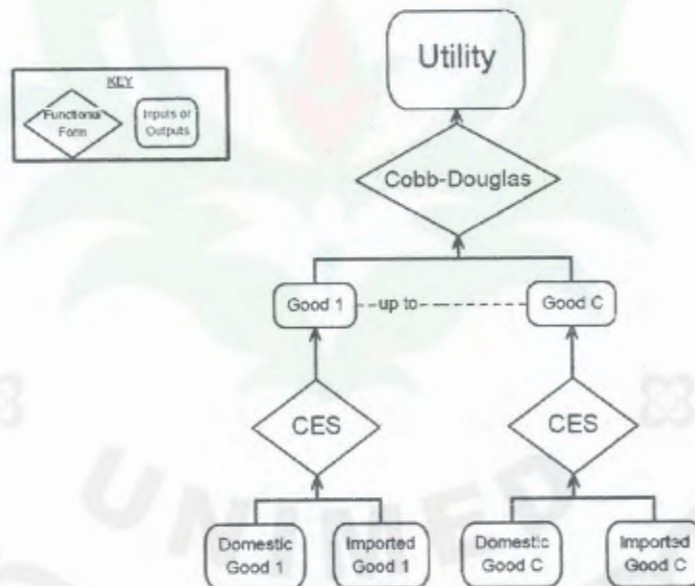 Utility
KEY
Functional
Form
Inputs or
Outputs
Cobb-Douglas
Good 1
up to
Good C
CES
CES
Domestic
Good 1
Imported
Good 1
Domestic
Good C
Imported
Good C
UNIMED